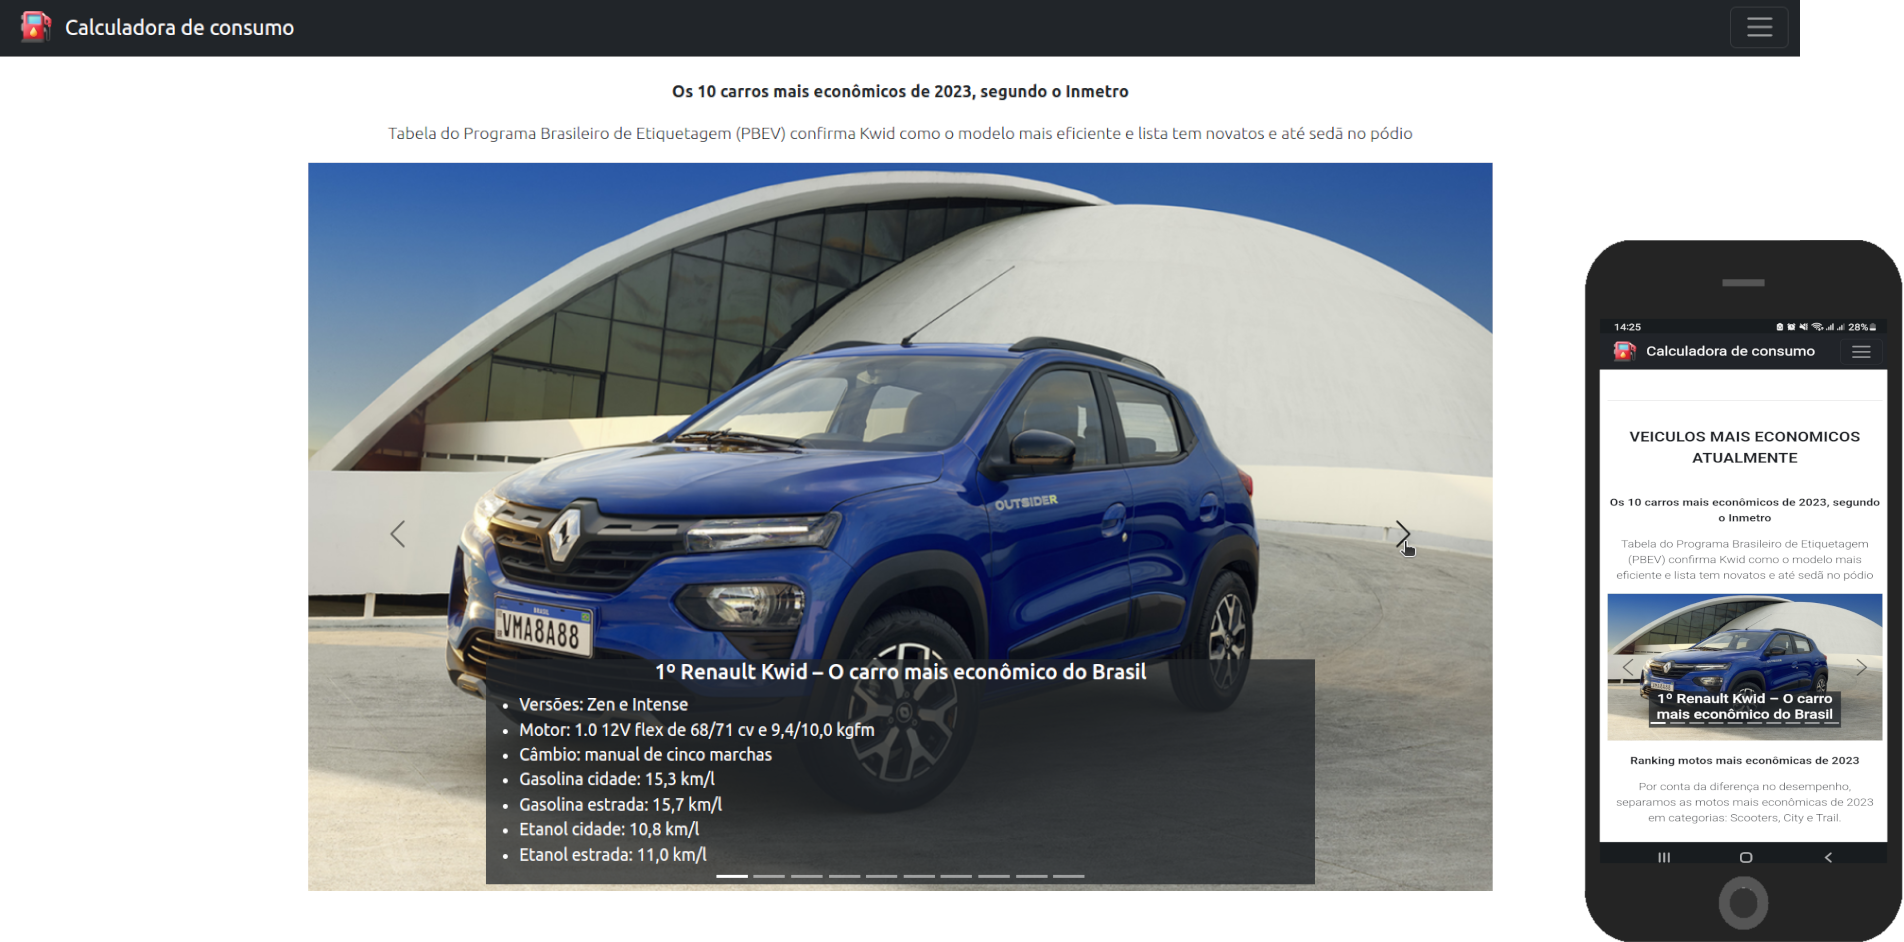 Calculadora de consumo
Os 10 carros mais econômicos de 2023, segundo o Inmetro
Tabela do Programa Brasileiro de Etiquetagem (PBEV) confirma Kwid como o modelo mais eficiente e lista tem novatos e até sedã no pódio
OUTSIDER
BRASIL
VMA8A88
1º Renault Kwid – O carro mais econômico do Brasil
• Versões: Zen e Intense
• Motor: 1.0 12V flex de 68/71 cv e 9,4/10,0 kgfm
• Câmbio: manual de cinco marchas
• Gasolina cidade: 15,3 km/l
• Gasolina estrada: 15,7 km/l
• Etanol cidade: 10,8 km/l
• Etanol estrada: 11,0 km/l
14:25
28%
Calculadora de consumo
VEICULOS MAIS ECONOMICOS
ATUALMENTE
Os 10 carros mais econômicos de 2023, segundo
o Inmetro
Tabela do Programa Brasileiro de Etiquetagem
(PBEV) confirma Kwid como o modelo mais
eficiente e lista tem novatos e até sedã no pódio
1º Renault Kwid – O carro
mais econômico do Brasil
Ranking motos mais econômicas de 2023
Por conta da diferença no desempenho,
separamos as motos mais econômicas de 2023
em categorias: Scooters, City e Trail.